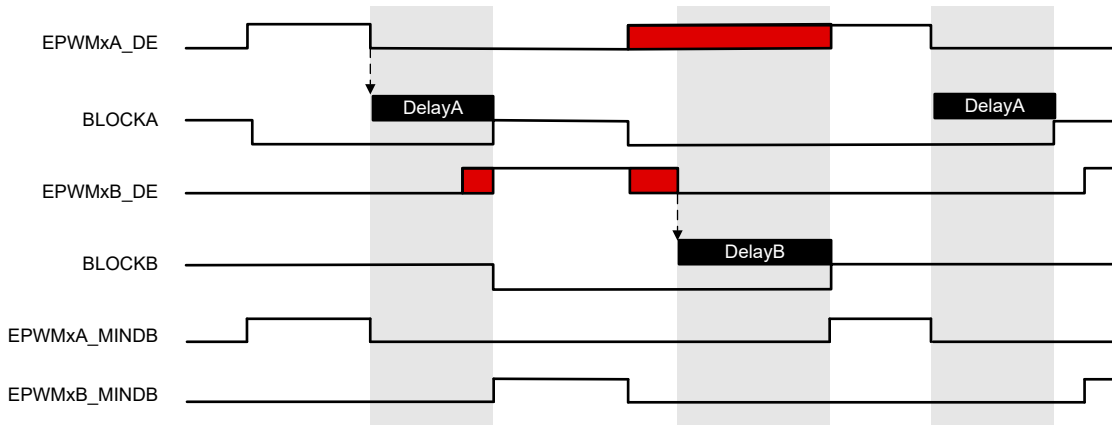 EPWMxA_DE
DelayA
DelayA
BLOCKA
EPWMxB_DE
DelayB
BLOCKB
EPWMxA_MINDB
EPWMxB_MINDB